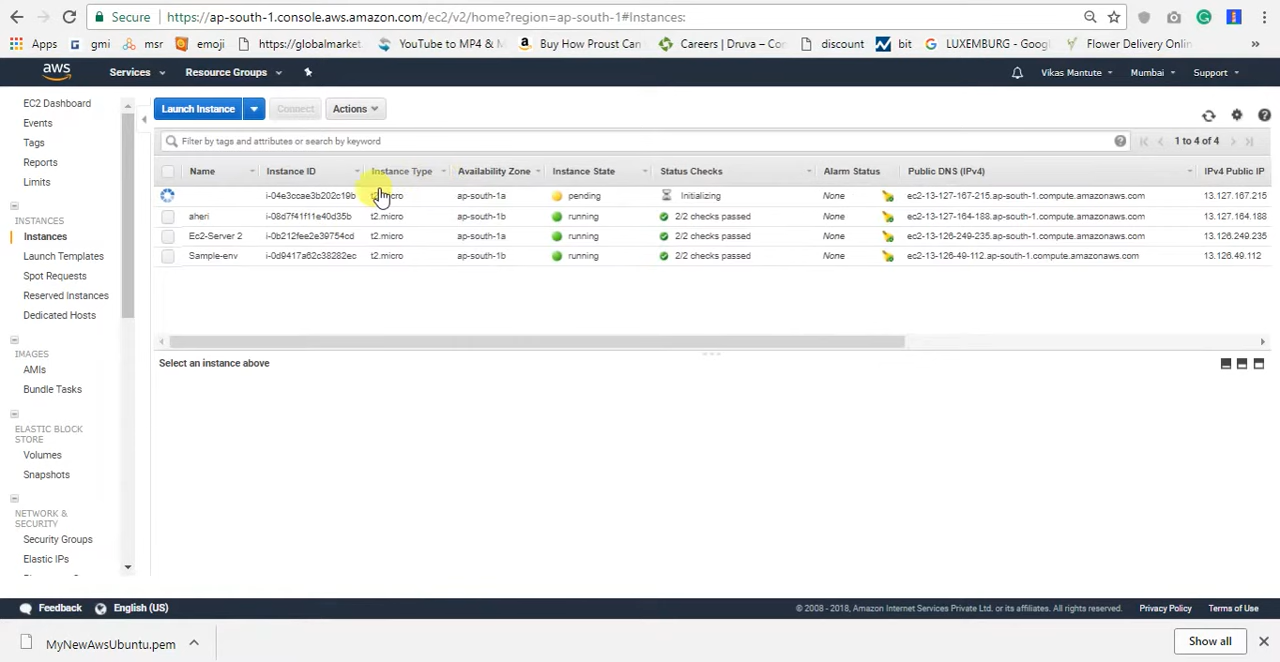 Secure https://ap-south-1.console.aws.amazon.com/ec2/v2/home?region=ap-south-1#Instances:
Apps gmi msr emoji https://globalmarket YouTube to MP4 & M Buy How Proust Can Careers | Druva – Co discount bit LUXEMBURG - Googl Flower Delivery Onlin »
aws Services Resource Groups Vikas Mantute Mumbai Support
EC2 Dashboard
Events
Tags
Reports
Limits
INSTANCES
Instances
Launch Templates
Spot Requests
Reserved Instances
Dedicated Hosts
IMAGES
AMIs
Bundle Tasks
ELASTIC BLOCK
STORE
Volumes
Snapshots
NETWORK &
SECURITY
Security Groups
Elastic IPs
Launch Instance Connect Actions
Filter by tags and attributes or search by keyword 1 to 4 of 4
Name Instance ID Instance Type Availability Zone Instance State Status Checks Alarm Status Public DNS (IPv4) IPv4 Public IP
i-04e3ccae3b202c19b ap-south-1a pending Initializing None ec2-13-127-167-215.ap-south-1.compute.amazonaws.com 13.127.167.215
aheri i-08d7f41f11e40d35b t2.micro ap-south-1b running 2/2 checks passed None ec2-13-127-164-188.ap-south-1.compute.amazonaws.com 13.127.164.188
Ec2-Server 2 i-0b212fee2e39754cd t2.micro ap-south-1a running 2/2 checks passed None ec2-13-126-249-235.ap-south-1.compute.amazonaws.com 13.126.249.235
Sample-env i-0d9417a62c38282ec t2.micro ap-south-1b running 2/2 checks passed None ec2-13-126-49-112.ap-south-1.compute.amazonaws.com 13.126.49.112
Select an instance above
Feedback English (US) © 2008 - 2018, Amazon Internet Services Private Ltd. or its affiliates. All rights reserved. Privacy Policy Terms of Use
MyNewAwsUbuntu.pem Show all